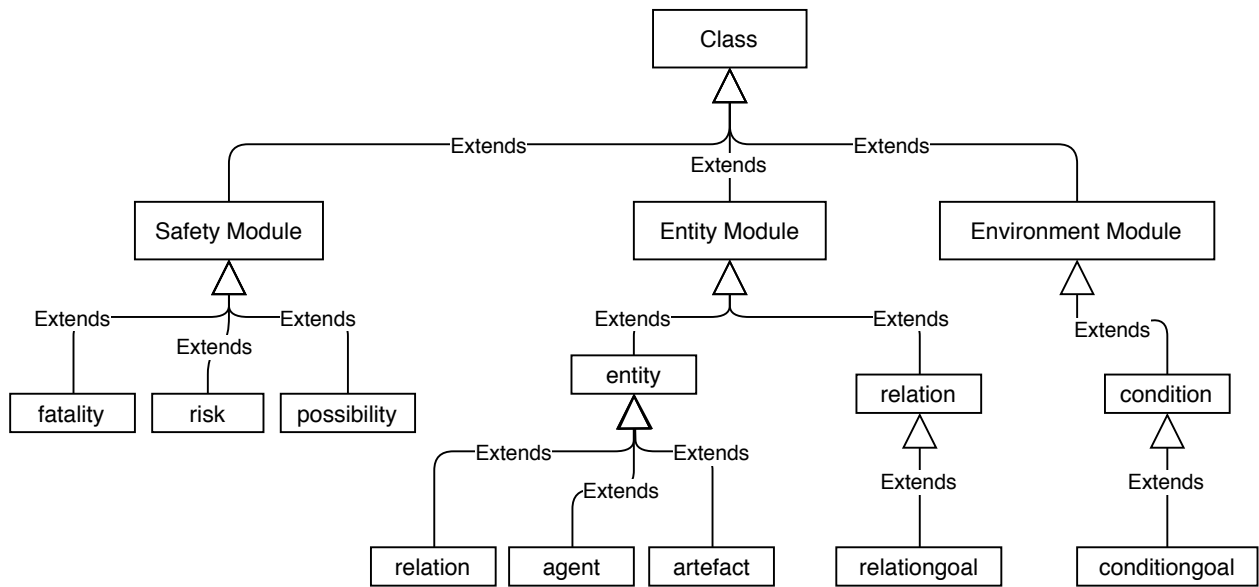 Class
Extends
Extends
Extends
Safety Module
Entity Module
Environment Module
Extends
Extends
Extends
Extends
Extends
Extends
entity
fatality
risk
possibility
relation
condition
Extends
Extends
Extends
Extends
Extends
relation
agent
artefact
relationgoal
conditiongoal